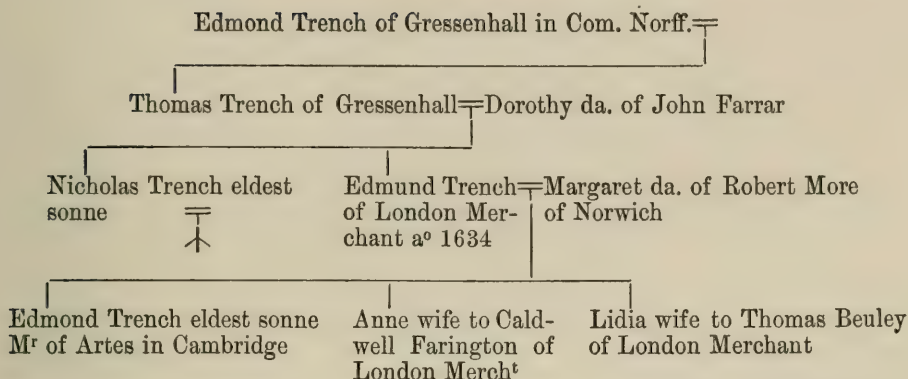 Edmond Trench of Gressenhall in Com. Norff.
Thomas Trench of Gressenhall Dorothy da. of John Farrar
Nicholas Trench eldest
sonne
Edmund Trench
of London Mer-
chant aº 1634
Margaret da. of Robert More
of Norwich
Edmond Trench eldest sonne
Mʳ of Artes in Cambridge
Anne wife to Cald-
well Farington of
London Merchᵗ
Lidia wife to Thomas Beuley
of London Merchant